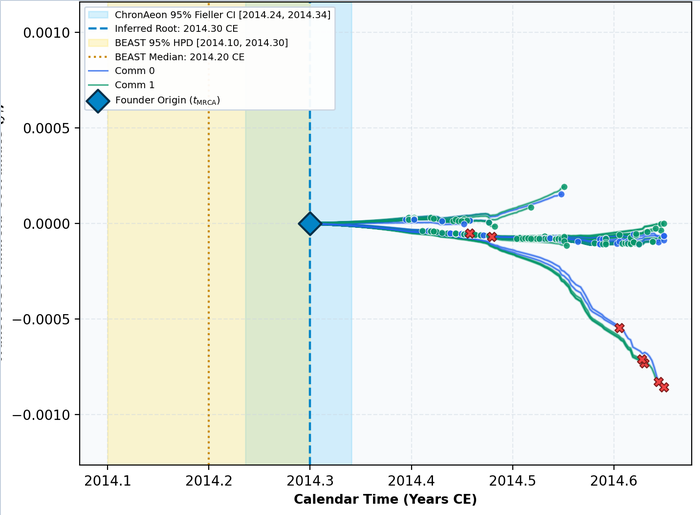 ChronAeon 95% Fieller CI [2014.24, 2014.34]
Inferred Root: 2014.30 CE
BEAST 95% HPD [2014.10, 2014.30]
BEAST Median: 2014.20 CE
Comm 0
Comm 1
Founder Origin (tMRCA)
0.0010
0.0005
0.0000
−0.0005
−0.0010
2014.1 2014.2 2014.3 2014.4 2014.5 2014.6
Calendar Time (Years CE)